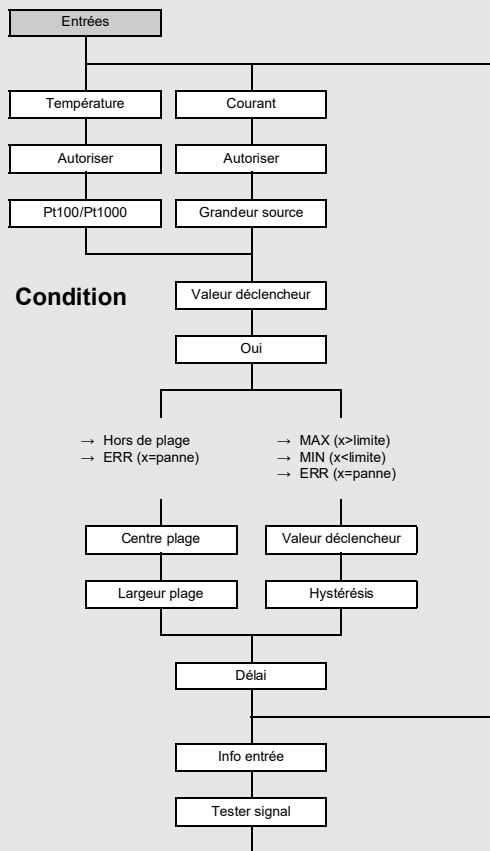 Entrées
Température
Courant
Autoriser
Autoriser
Pt100/Pt1000
Grandeur source
Condition
Valeur déclencheur
Oui
→ Hors de plage
→ ERR (x=panne)
→ MAX (x>limite)
→ MIN (x<limite)
→ ERR (x=panne)
Centre plage
Valeur déclencheur
Largeur plage
Hystérésis
Délai
Info entrée
Tester signal